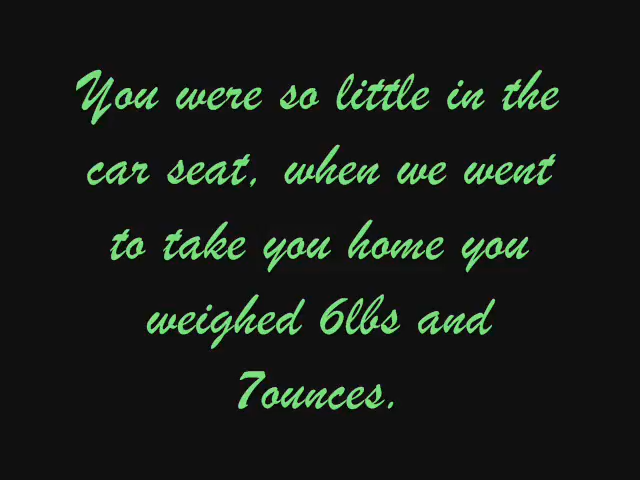 You were so little in the
car seat, when we went
to take you home you
weighed 6lbs and
7ounces.